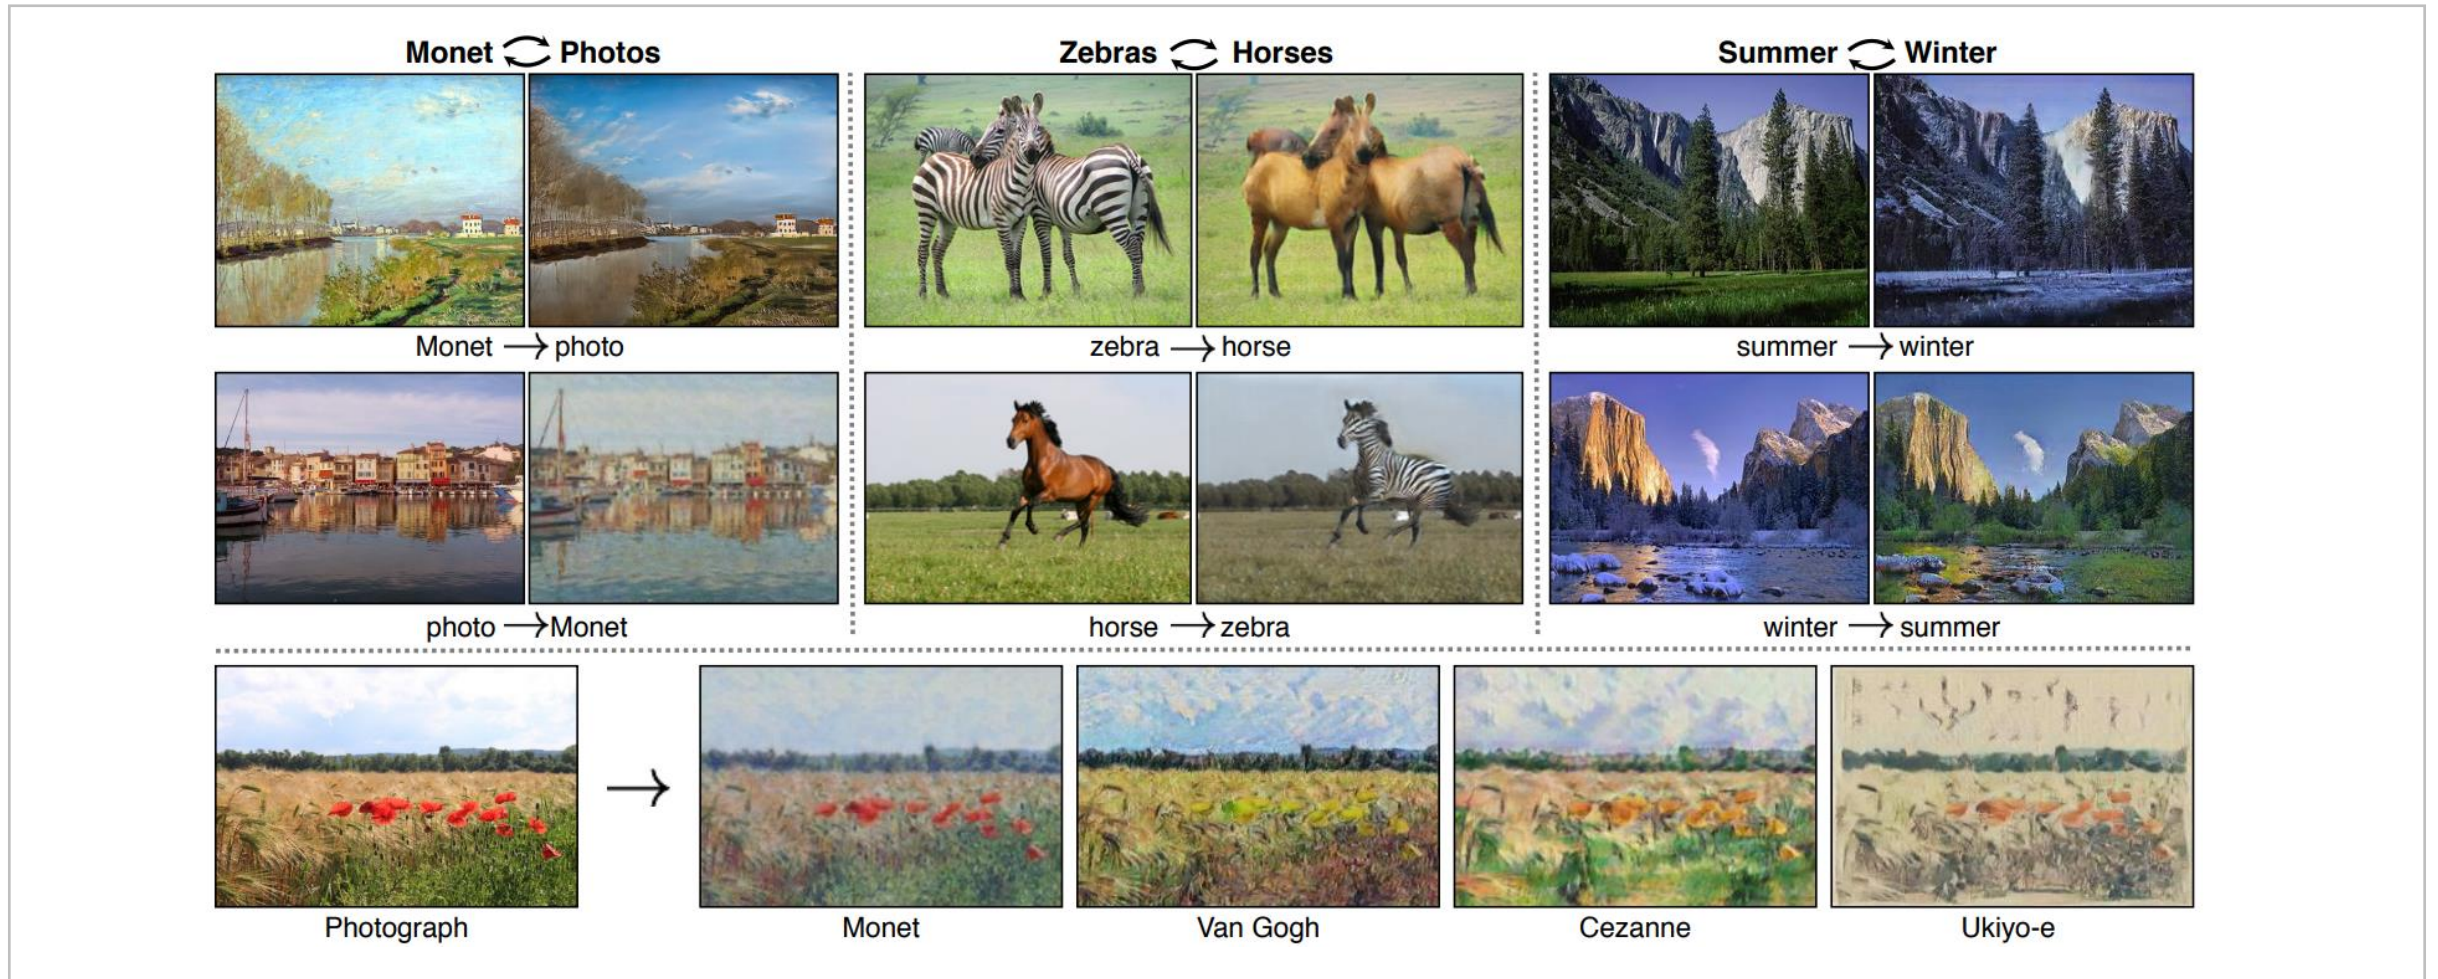 Monet ⇄ Photos
Zebras ⇄ Horses
Summer ⇄ Winter
Monet → photo
zebra → horse
summer → winter
photo → Monet
horse → zebra
winter → summer
Photograph
→
Monet
Van Gogh
Cezanne
Ukiyo-e